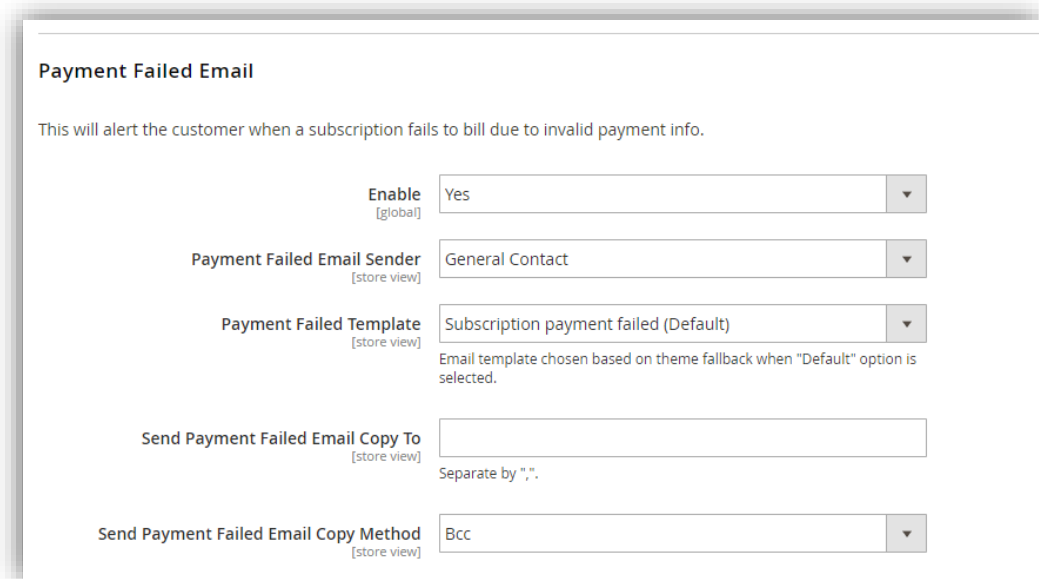 Payment Failed Email
This will alert the customer when a subscription fails to bill due to invalid payment info.
Enable
[global]
Yes
Payment Failed Email Sender
[store view]
General Contact
Payment Failed Template
[store view]
Subscription payment failed (Default)
Email template chosen based on theme fallback when "Default" option is
selected.
Send Payment Failed Email Copy To
[store view]
Separate by ",".
Send Payment Failed Email Copy Method
[store view]
Bcc